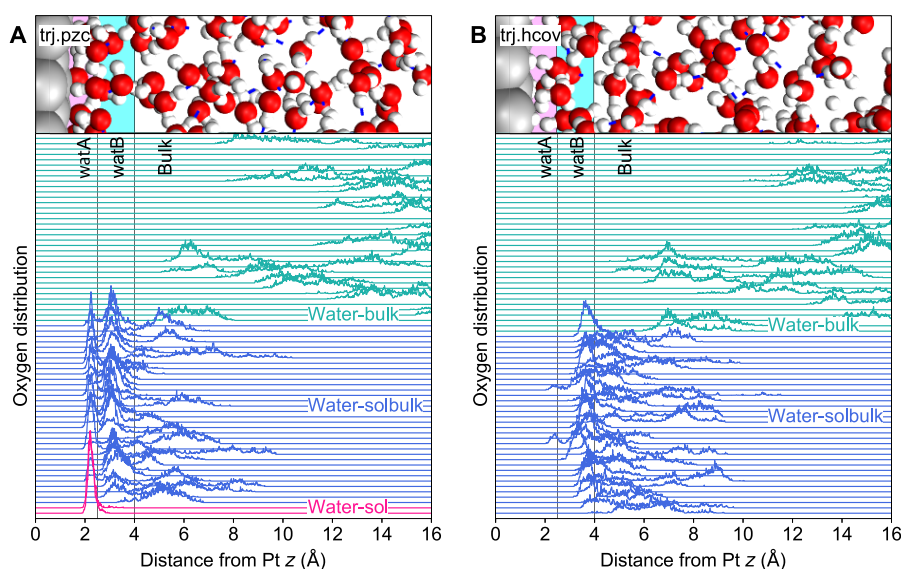 A
trj.pzc
watA
watB
Bulk
Water-bulk
Water-solbulk
Water-sol
Oxygen distribution
0 2 4 6 8 10 12 14 16
Distance from Pt z (Å)
B
trj.hcov
watA
watB
Bulk
Water-bulk
Water-solbulk
Oxygen distribution
0 2 4 6 8 10 12 14 16
Distance from Pt z (Å)